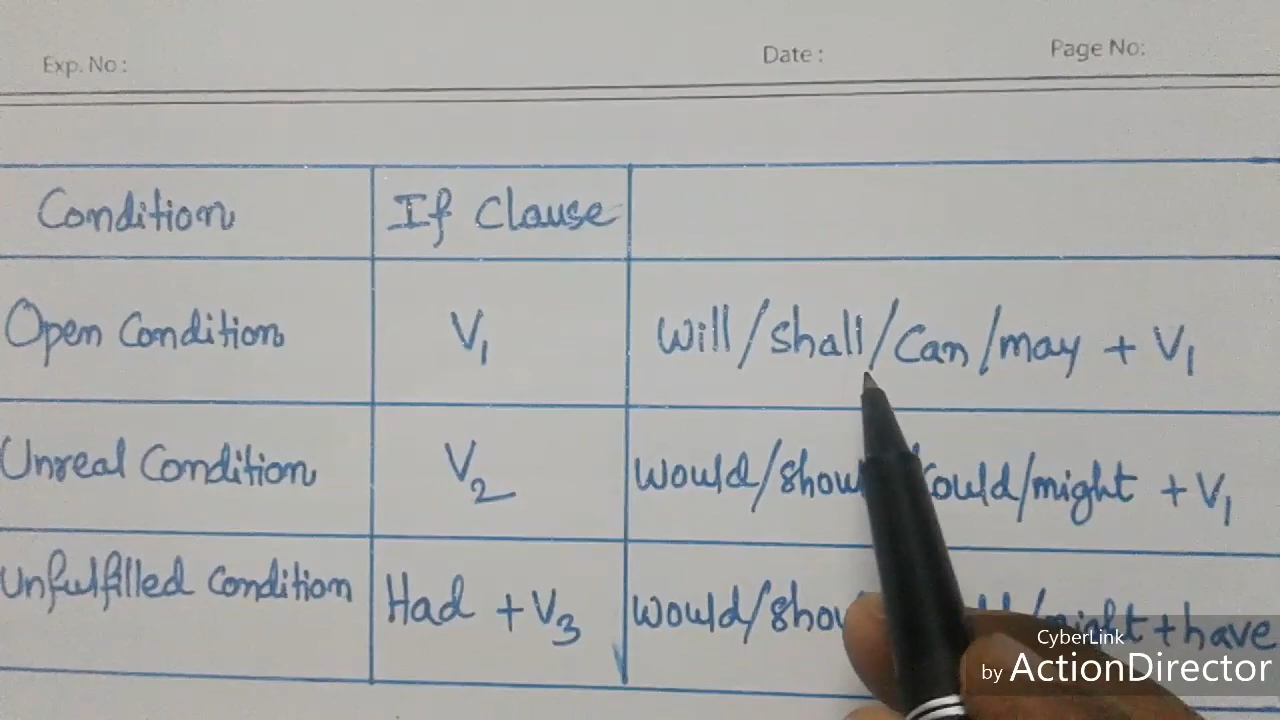 Exp. No:
Date:
Page No:
Condition If Clause
Open Condition V1 Will/shall/Can/may + V1
Unreal Condition V2 would/ /might + V1
Unfulfilled Condition Had + V3 would/ /might + have
CyberLink
by ActionDirector